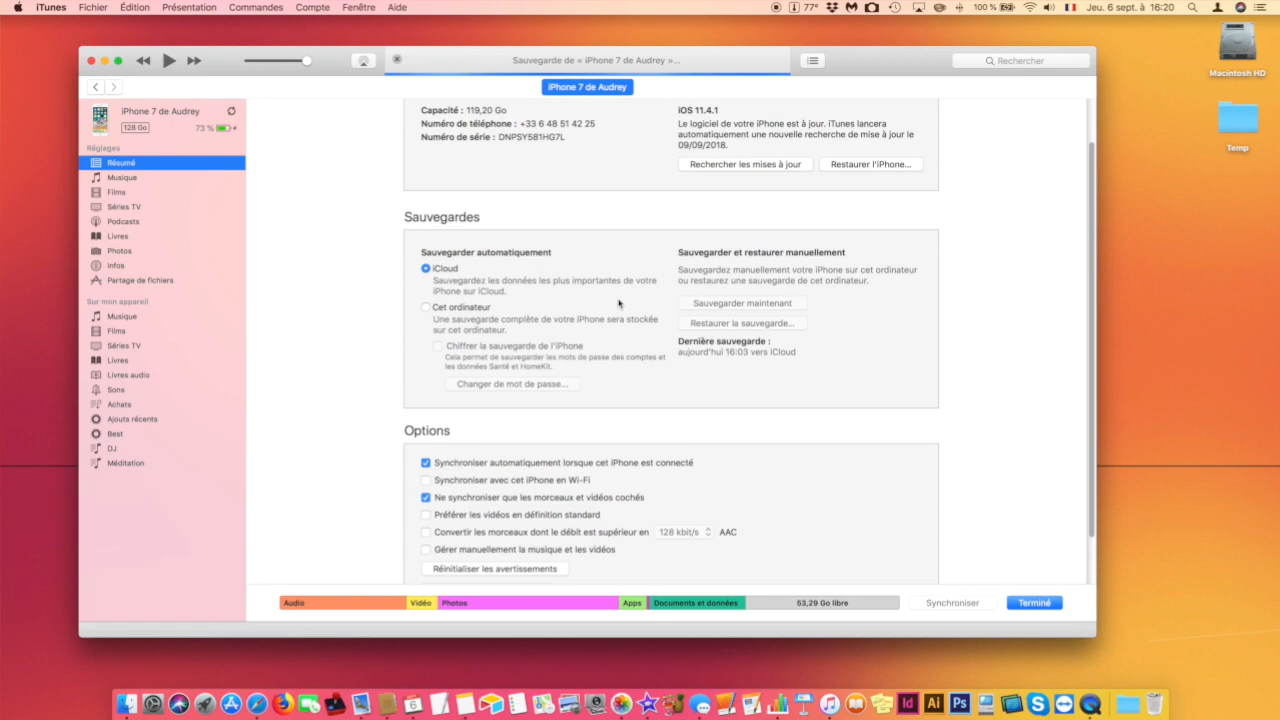 iTunes Fichier Édition Présentation Commandes Compte Fenêtre Aide 77° 100 % Jeu. 6 sept. à 16:20
Sauvegarde de « iPhone 7 de Audrey »...
Rechercher
Macintosh HD
Temp
iPhone 7 de Audrey
iPhone 7 de Audrey
128 Go 73 %
Réglages
Résumé
Musique
Films
Séries TV
Podcasts
Livres
Photos
Infos
Partage de fichiers
Sur mon appareil
Musique
Films
Séries TV
Livres
Livres audio
Sons
Achats
Ajouts récents
Best
DJ
Méditation
Capacité : 119,20 Go
Numéro de téléphone : +33 6 48 51 42 25
Numéro de série : DNPSY581HG7L
iOS 11.4.1
Le logiciel de votre iPhone est à jour. iTunes lancera
automatiquement une nouvelle recherche de mise à jour le
09/09/2018.
Rechercher les mises à jour Restaurer l'iPhone...
Sauvegardes
Sauvegarder automatiquement
iCloud
Sauvegardez les données les plus importantes de votre
iPhone sur iCloud.
Cet ordinateur
Une sauvegarde complète de votre iPhone sera stockée
sur cet ordinateur.
Chiffrer la sauvegarde de l'iPhone
Cela permet de sauvegarder les mots de passe des comptes et
les données Santé et HomeKit.
Changer de mot de passe...
Sauvegarder et restaurer manuellement
Sauvegardez manuellement votre iPhone sur cet ordinateur
ou restaurez une sauvegarde de cet ordinateur.
Sauvegarder maintenant
Restaurer la sauvegarde...
Dernière sauvegarde :
aujourd'hui 16:03 vers iCloud
Options
Synchroniser automatiquement lorsque cet iPhone est connecté
Synchroniser avec cet iPhone en Wi-Fi
Ne synchroniser que les morceaux et vidéos cochés
Préférer les vidéos en définition standard
Convertir les morceaux dont le débit est supérieur en 128 kbit/s AAC
Gérer manuellement la musique et les vidéos
Réinitialiser les avertissements
Audio Vidéo Photos Apps Documents et données 53,29 Go libre Synchroniser Terminé
6 Id Ai Ps S